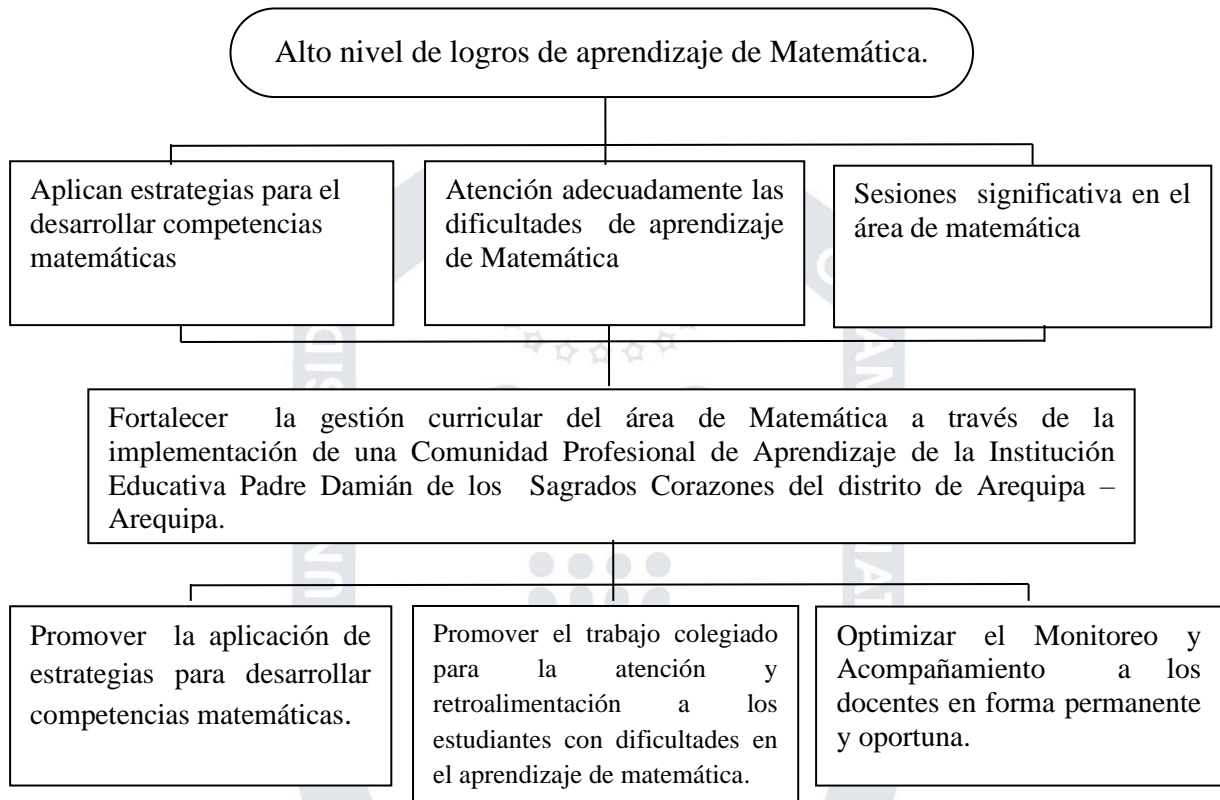 Alto nivel de logros de aprendizaje de Matemática.
Aplican estrategias para el
desarrollar competencias
matemáticas
Atención adecuadamente las
dificultades de aprendizaje
de Matemática
Sesiones significativa en el
área de matemática
Fortalecer la gestión curricular del área de Matemática a través de la
implementación de una Comunidad Profesional de Aprendizaje de la Institución
Educativa Padre Damián de los Sagrados Corazones del distrito de Arequipa –
Arequipa.
Promover la aplicación de
estrategias para desarrollar
competencias matemáticas.
Promover el trabajo colegiado
para la atención y
retroalimentación a los
estudiantes con dificultades en
el aprendizaje de matemática.
Optimizar el Monitoreo y
Acompañamiento a los
docentes en forma permanente
y oportuna.